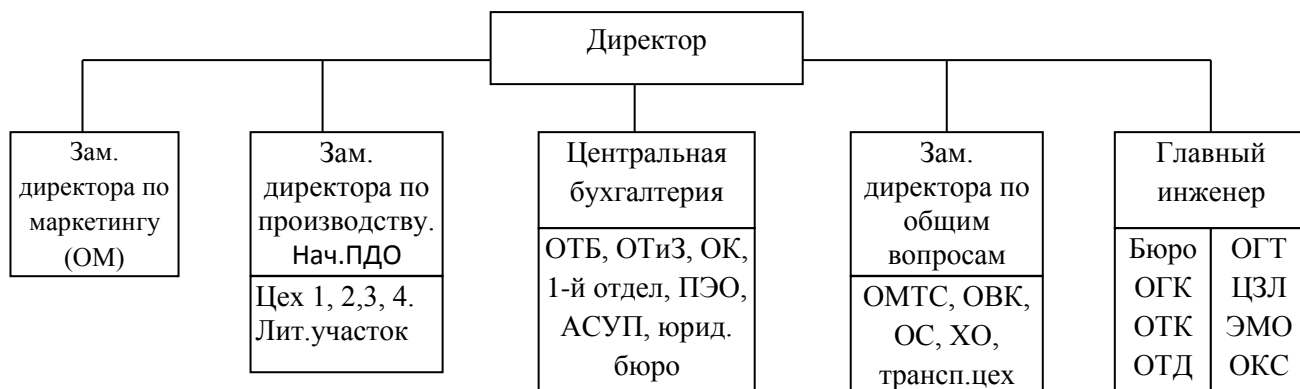 Директор
Зам.
директора по
маркетингу
(ОМ)
Зам.
директора по
производству.
Нач.ПДО
Цех 1, 2,3, 4.
Лит.участок
Центральная
бухгалтерия
ОТБ, ОТиЗ, ОК,
1-й отдел, ПЭО,
АСУП, юрид.
бюро
Зам.
директора по
общим
вопросам
ОМТС, ОВК,
ОС, ХО,
трансп.цех
Главный
инженер
Бюро
ОГК
ОТК
ОТД
ОГТ
ЦЗЛ
ЭМО
ОКС